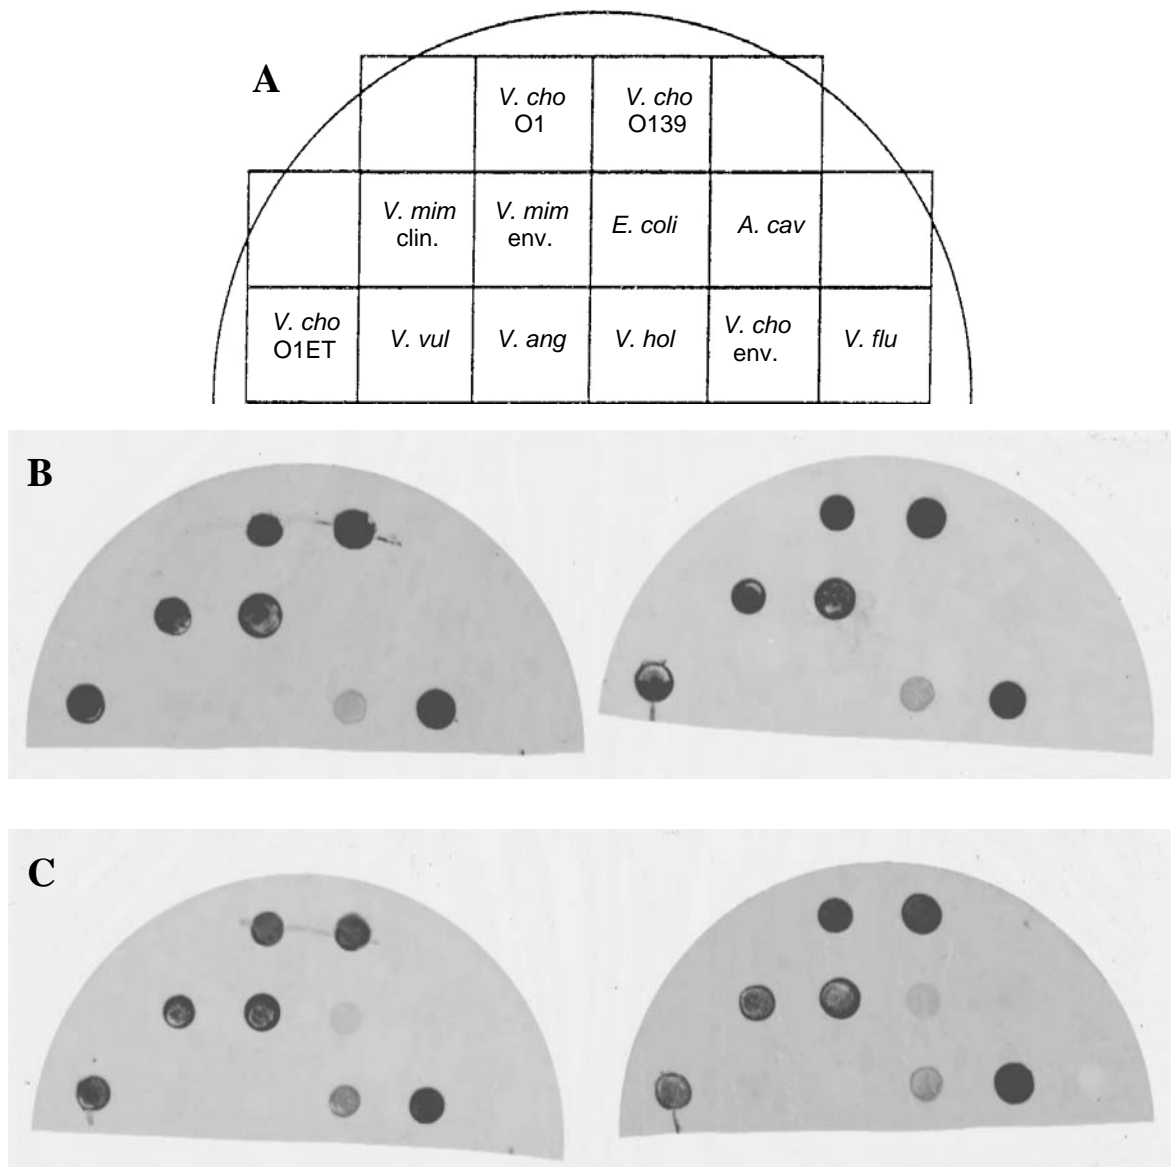 A
V. cho V. cho
O1 O139
V. mim V. mim E. coli A. cav
clin. env.
V. cho V. vul V. ang V. hol V. cho V. flu
O1ET env.
B
C